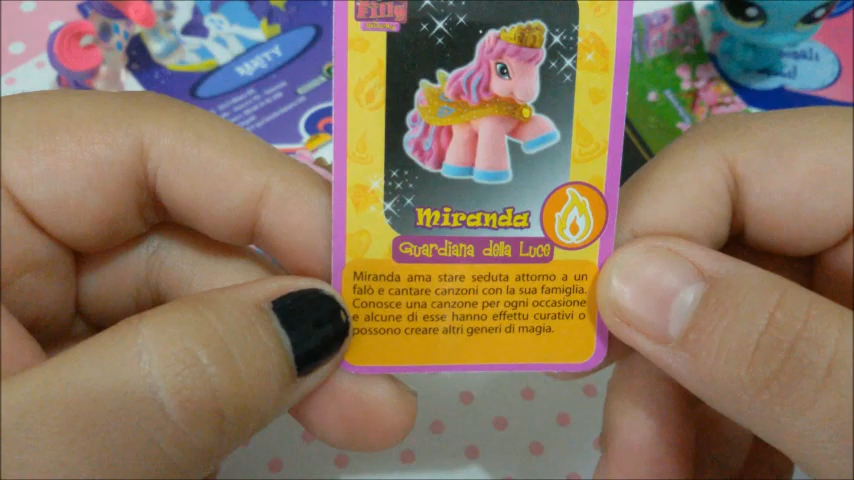 Filly
RARITY
Miranda
Guardiana della Luce
Miranda ama stare seduta attorno a un
falò e cantare canzoni con la sua famiglia.
Conosce una canzone per ogni occasione
e alcune di esse hanno effettu curativi o
possono creare altri generi di magia.